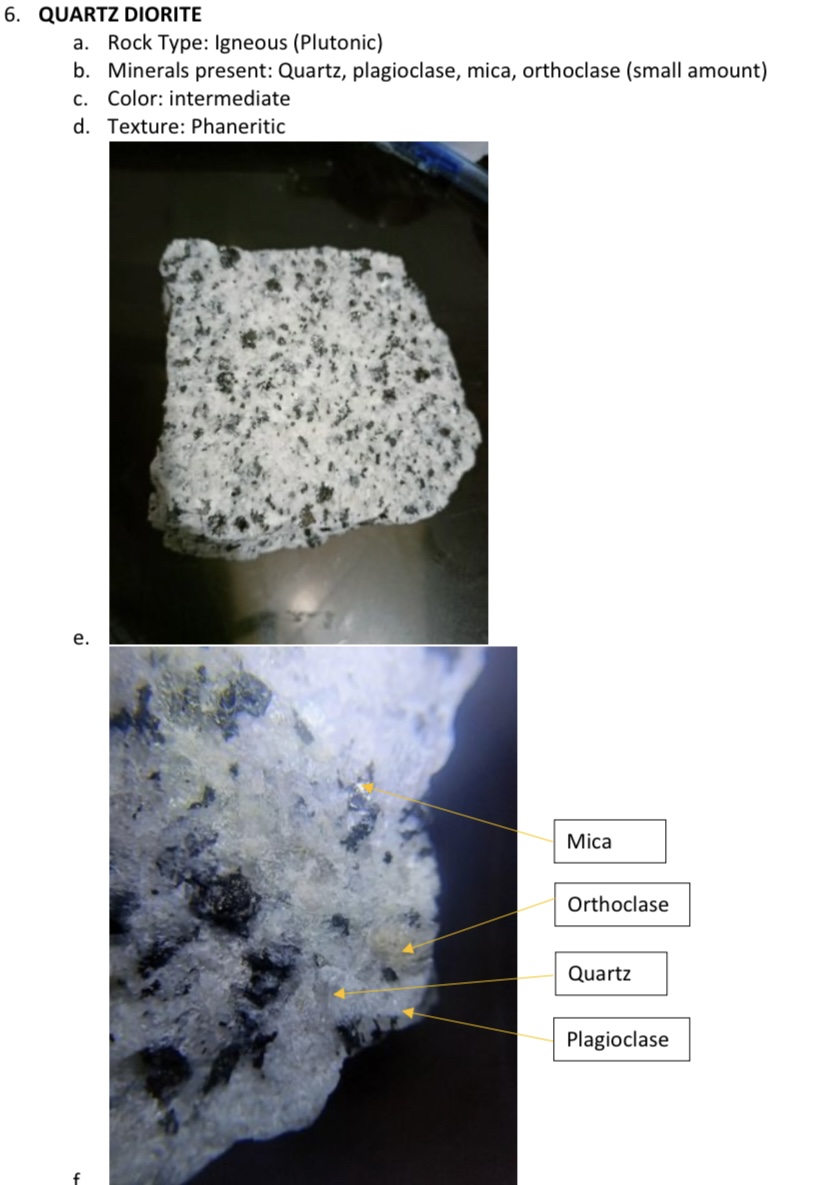 6. QUARTZ DIORITE
a. Rock Type: Igneous (Plutonic)
b. Minerals present: Quartz, plagioclase, mica, orthoclase (small amount)
c. Color: intermediate
d. Texture: Phaneritic
e.
Mica
Orthoclase
Quartz
Plagioclase
f